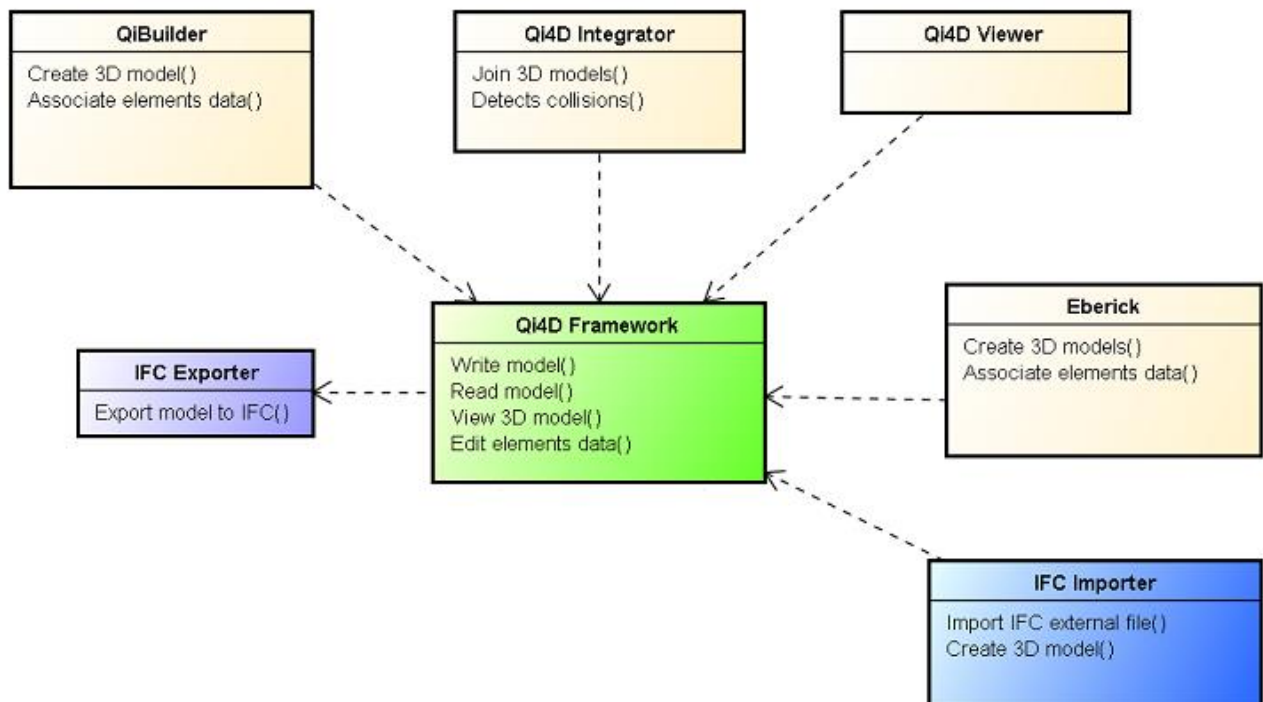 QiBuilder
Create 3D model()
Associate elements data()
Qi4D Integrator
Join 3D models()
Detects collisions()
Qi4D Viewer
Qi4D Framework
Write model()
Read model()
View 3D model()
Edit elements data()
Eberick
Create 3D models()
Associate elements data()
IFC Exporter
Export model to IFC()
IFC Importer
Import IFC external file()
Create 3D model()